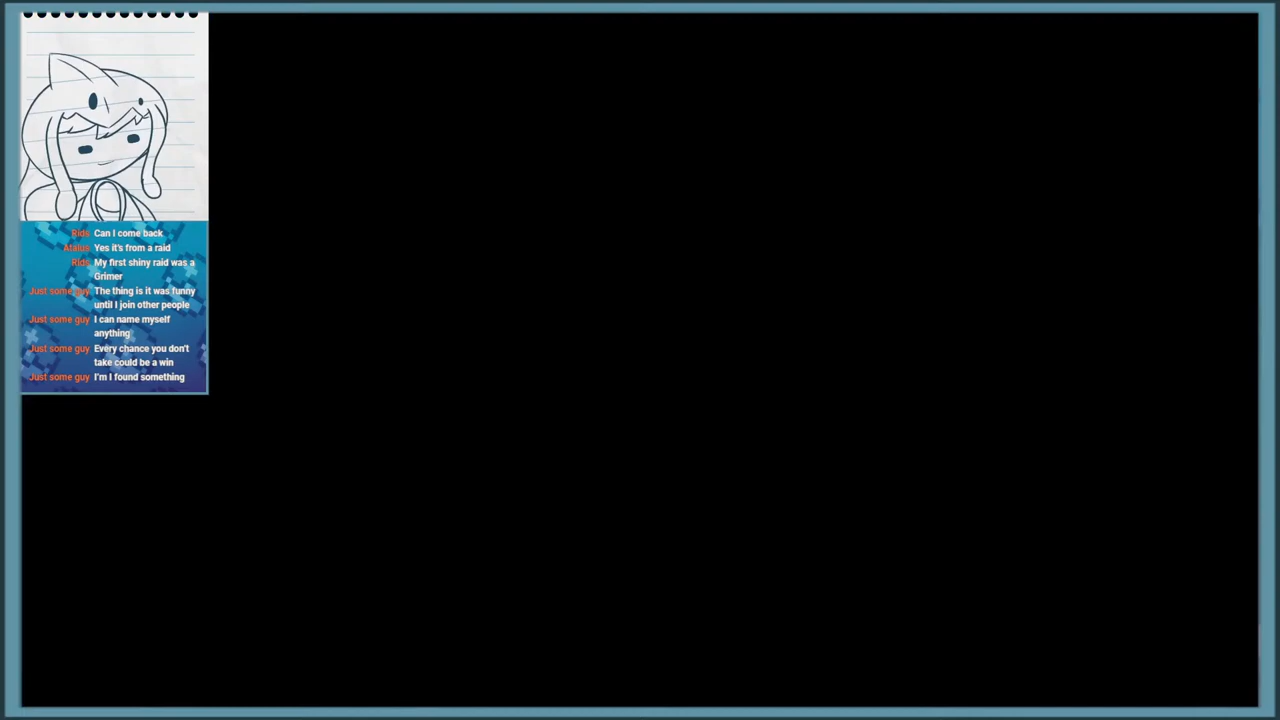 Rids Can I come back
Atalus Yes it's from a raid
Rids My first shiny raid was a
Grimer
Just some guy The thing is it was funny
until I join other people
Just some guy I can name myself
anything
Just some guy Every chance you don't
take could be a win
Just some guy I'm I found something